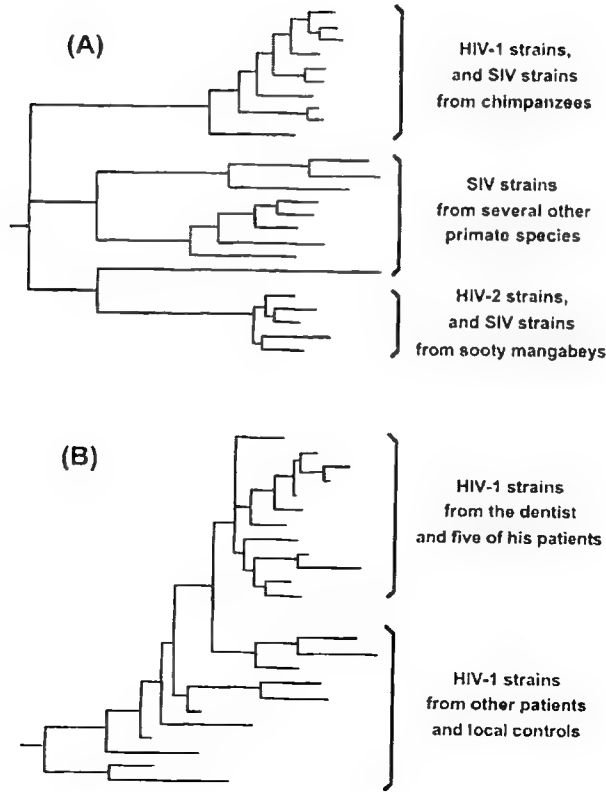 (A)
HIV-1 strains,
and SIV strains
from chimpanzees
SIV strains
from several other
primate species
HIV-2 strains,
and SIV strains
from sooty mangabeys
(B)
HIV-1 strains
from the dentist
and five of his patients
HIV-1 strains
from other patients
and local controls